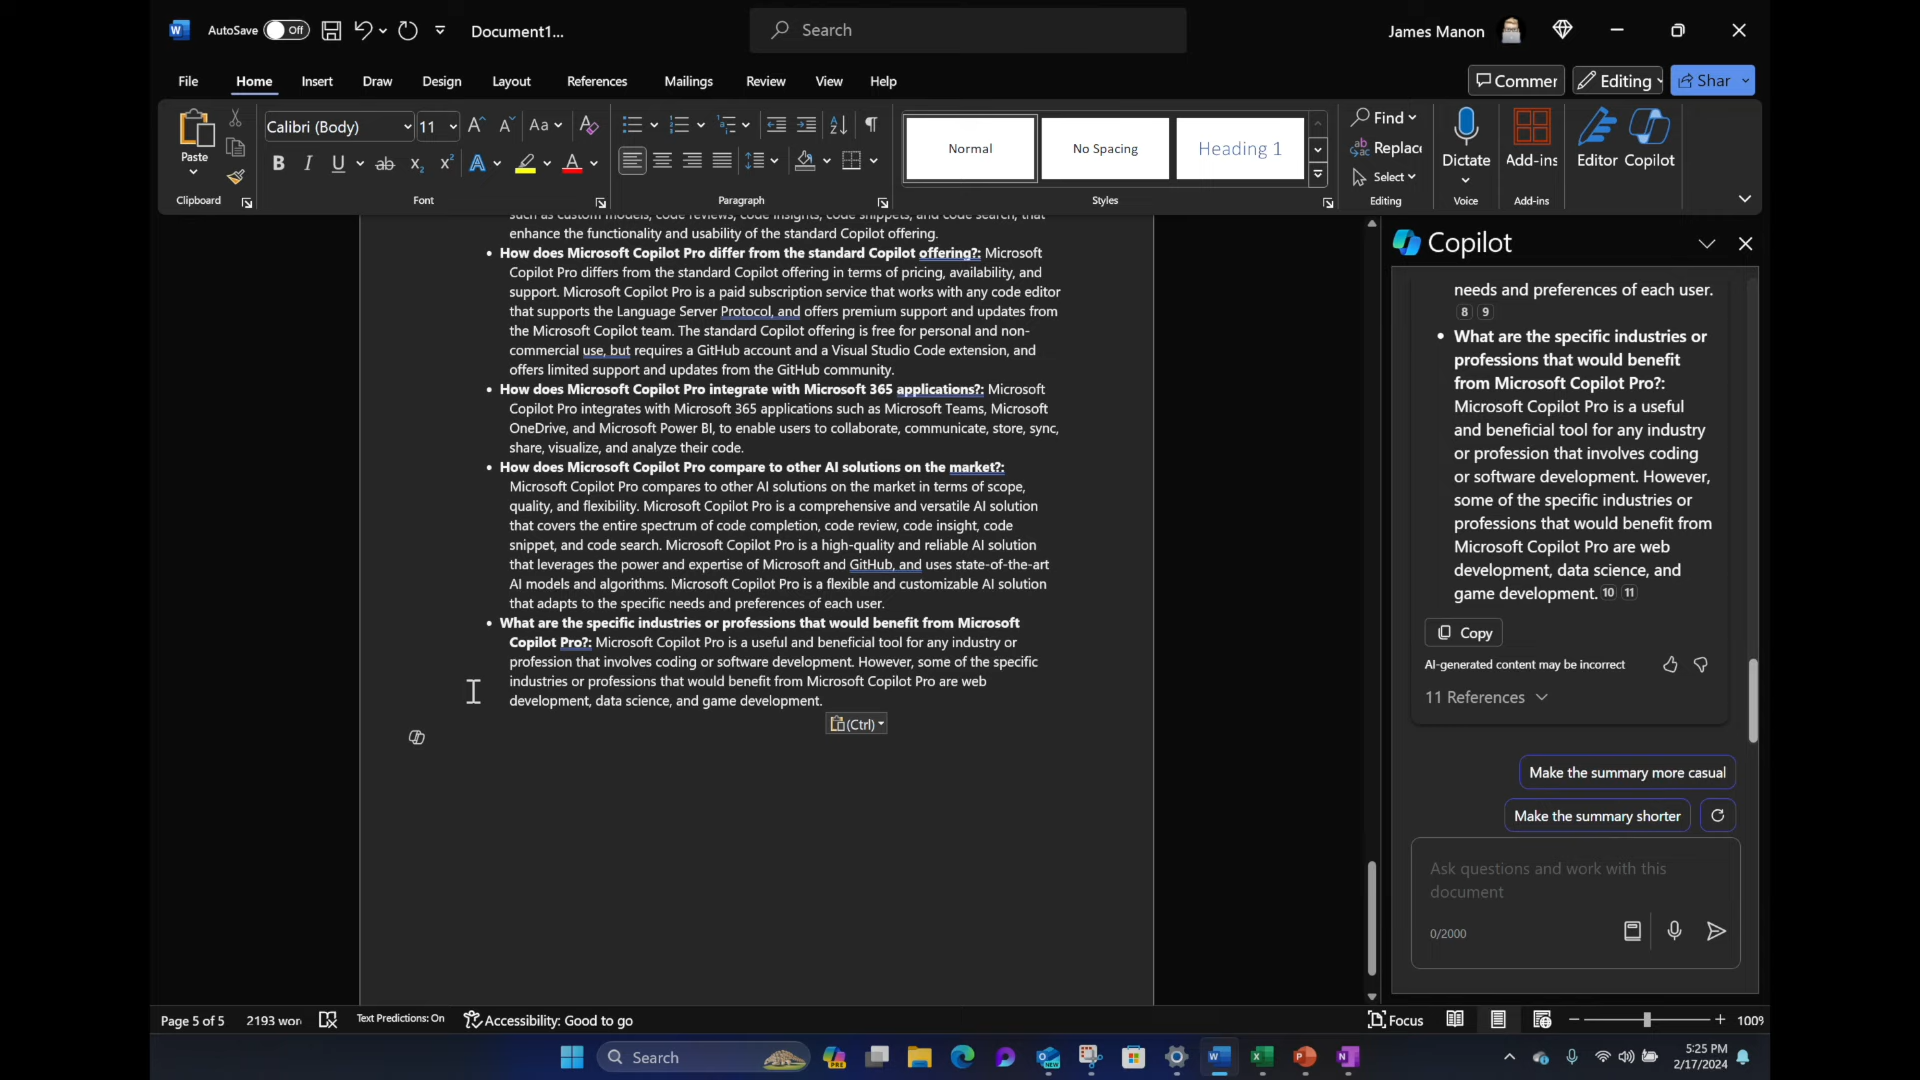 AutoSave Off
Document1...
Search
James Manon
File Home Insert Draw Design Layout References Mailings Review View Help
Commer
Editing
Shar
Paste
Clipboard
Calibri (Body) 11
Aa
B I U ab x₂ x² A A
Font
Paragraph
Normal
No Spacing
Heading 1
Styles
Find
Replace
Select
Editing
Dictate
Voice
Add-ins
Add-ins
Editor
Copilot
such as custom models, code reviews, code insights, code snippets, and code search, that
enhance the functionality and usability of the standard Copilot offering.
• How does Microsoft Copilot Pro differ from the standard Copilot offering?: Microsoft
Copilot Pro differs from the standard Copilot offering in terms of pricing, availability, and
support. Microsoft Copilot Pro is a paid subscription service that works with any code editor
that supports the Language Server Protocol, and offers premium support and updates from
the Microsoft Copilot team. The standard Copilot offering is free for personal and non-
commercial use, but requires a GitHub account and a Visual Studio Code extension, and
offers limited support and updates from the GitHub community.
• How does Microsoft Copilot Pro integrate with Microsoft 365 applications?: Microsoft
Copilot Pro integrates with Microsoft 365 applications such as Microsoft Teams, Microsoft
OneDrive, and Microsoft Power BI, to enable users to collaborate, communicate, store, sync,
share, visualize, and analyze their code.
• How does Microsoft Copilot Pro compare to other AI solutions on the market?:
Microsoft Copilot Pro compares to other AI solutions on the market in terms of scope,
quality, and flexibility. Microsoft Copilot Pro is a comprehensive and versatile AI solution
that covers the entire spectrum of code completion, code review, code insight, code
snippet, and code search. Microsoft Copilot Pro is a high-quality and reliable AI solution
that leverages the power and expertise of Microsoft and GitHub, and uses state-of-the-art
AI models and algorithms. Microsoft Copilot Pro is a flexible and customizable AI solution
that adapts to the specific needs and preferences of each user.
• What are the specific industries or professions that would benefit from Microsoft
Copilot Pro?: Microsoft Copilot Pro is a useful and beneficial tool for any industry or
profession that involves coding or software development. However, some of the specific
industries or professions that would benefit from Microsoft Copilot Pro are web
development, data science, and game development.
(Ctrl)
Copilot
needs and preferences of each user.
8 9
• What are the specific industries or
professions that would benefit
from Microsoft Copilot Pro?:
Microsoft Copilot Pro is a useful
and beneficial tool for any industry
or profession that involves coding
or software development. However,
some of the specific industries or
professions that would benefit from
Microsoft Copilot Pro are web
development, data science, and
game development. 10 11
Copy
AI-generated content may be incorrect
11 References
Make the summary more casual
Make the summary shorter
Ask questions and work with this
document
0/2000
Page 5 of 5
2193 wor
Text Predictions: On
Accessibility: Good to go
Focus
100%
Search
PRE
NEW
5:25 PM
2/17/2024